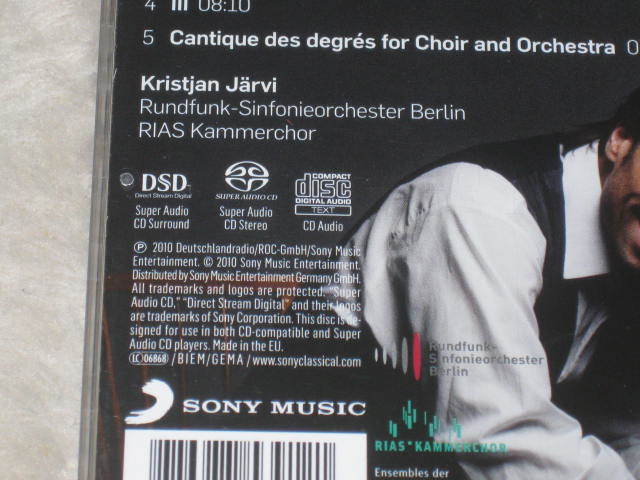 4 III 08:10
5 Cantique des degrés for Choir and Orchestra 0
Kristjan Järvi
Rundfunk-Sinfonieorchester Berlin
RIAS Kammerchor
DSD
Direct Stream Digital
SUPER AUDIO CD
COMPACT
disc
DIGITAL AUDIO
TEXT
Super Audio
CD Surround
Super Audio
CD Stereo
CD Audio
℗ 2010 Deutschlandradio/ROC-GmbH/Sony Music
Entertainment. © 2010 Sony Music Entertainment.
Distributed by Sony Music Entertainment Germany GmbH.
All trademarks and logos are protected. "Super
Audio CD," "Direct Stream Digital" and their logos
are trademarks of Sony Corporation. This disc is de-
signed for use in both CD-compatible and Super
Audio CD players. Made in the EU.
LC 06868 / BIEM / GEMA / www.sonyclassical.com
Rundfunk-
Sinfonieorchester
Berlin
SONY MUSIC
RIAS KAMMERCHOR
Ensembles der